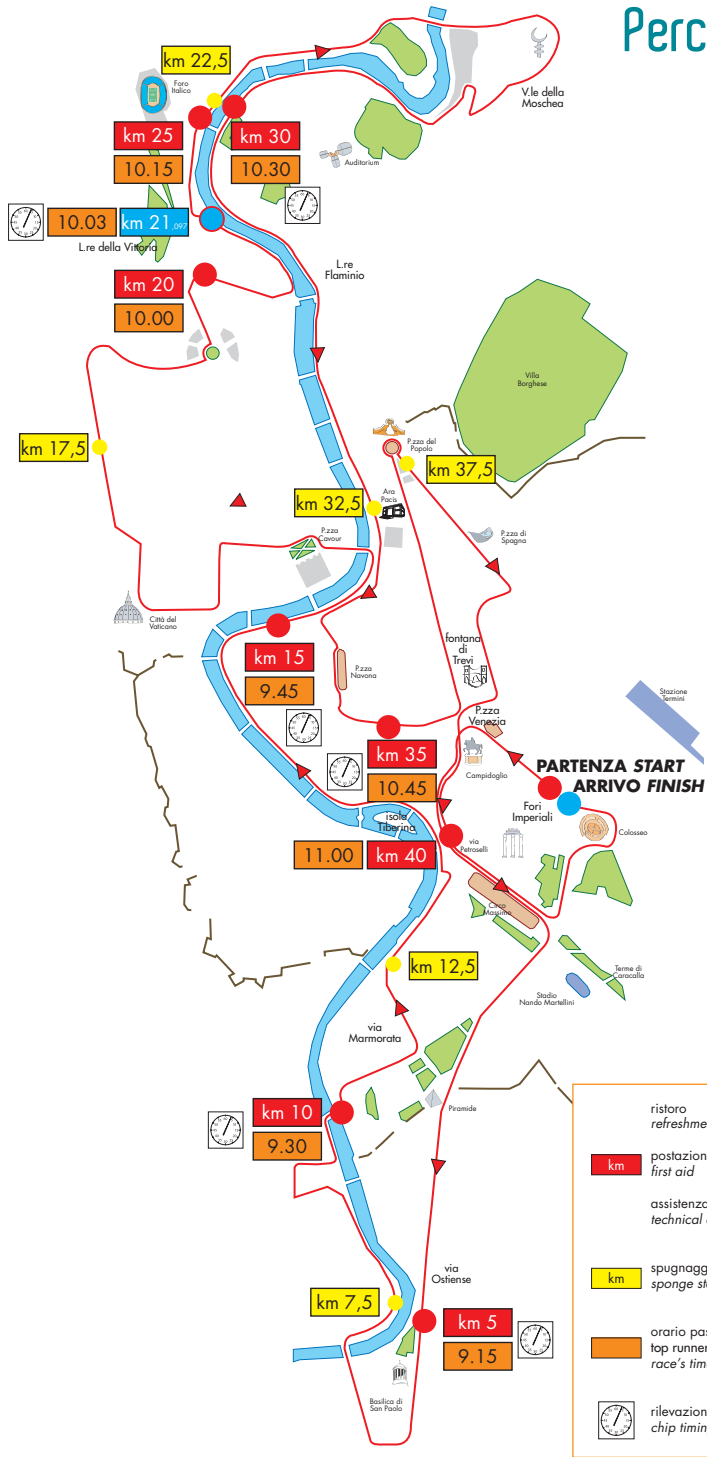 Perc
km 22,5
Foro
Italico
V.le della
Moschea
km 25
10.15
km 30
10.30
Auditorium
10.03
km 21,097
L.re della Vittoria
L.re
Flaminio
km 20
10.00
Villa
Borghese
km 17,5
P.zza del
Popolo
km 37,5
km 32,5
Ara
Pacis
P.zza
Cavour
P.zza di
Spagna
Città del
Vaticano
km 15
9.45
P.zza
Navona
fontana
di
Trevi
Stazione
Termini
P.zza
Venezia
km 35
10.45
Campidoglio
PARTENZA START
ARRIVO FINISH
Fori
Imperiali
Colosseo
isola
Tiberina
via
Petroselli
11.00
km 40
Circo
Massimo
km 12,5
Terme di
Caracalla
Stadio
Nando Martellini
via
Marmorata
km 10
9.30
Piramide
via
Ostiense
km 7,5
km 5
9.15
Basilica di
San Paolo
ristoro
refreshme
km
postazion
first aid
assistenza
technical
km
spugnagg
sponge st
orario pas
top runner
race's tim
rilevazion
chip timin